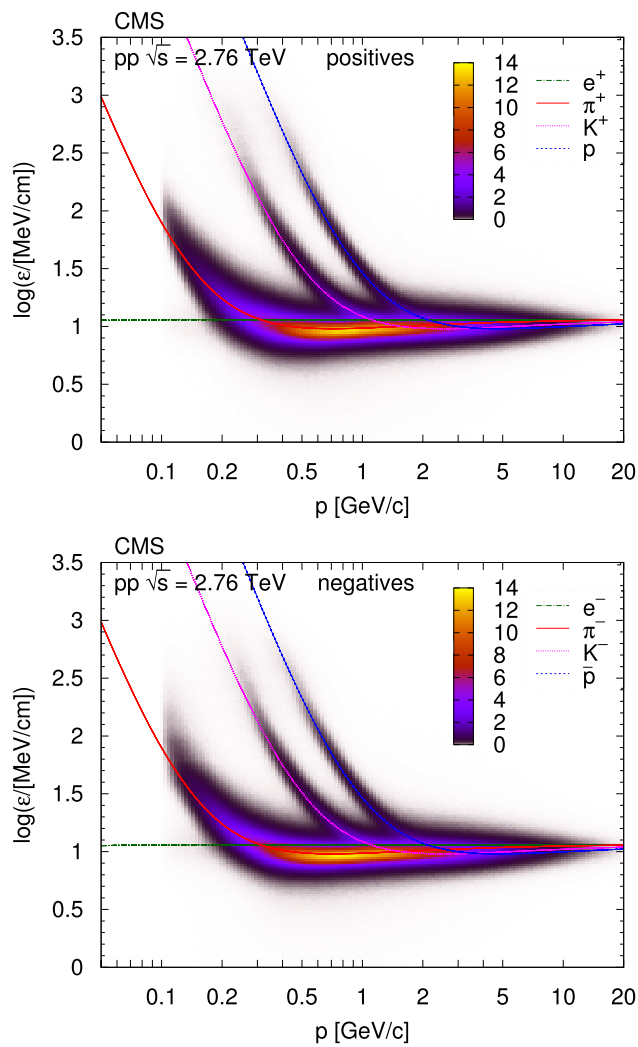 CMS
pp √s = 2.76 TeV positives
e⁺
π⁺
K⁺
p
14
12
10
8
6
4
2
0
log(ε/[MeV/cm])
3.5
3
2.5
2
1.5
1
0.5
0
0.1 0.2 0.5 1 2 5 10 20
p [GeV/c]
CMS
pp √s = 2.76 TeV negatives
e⁻
π⁻
K⁻
p̄
14
12
10
8
6
4
2
0
log(ε/[MeV/cm])
3.5
3
2.5
2
1.5
1
0.5
0
0.1 0.2 0.5 1 2 5 10 20
p [GeV/c]